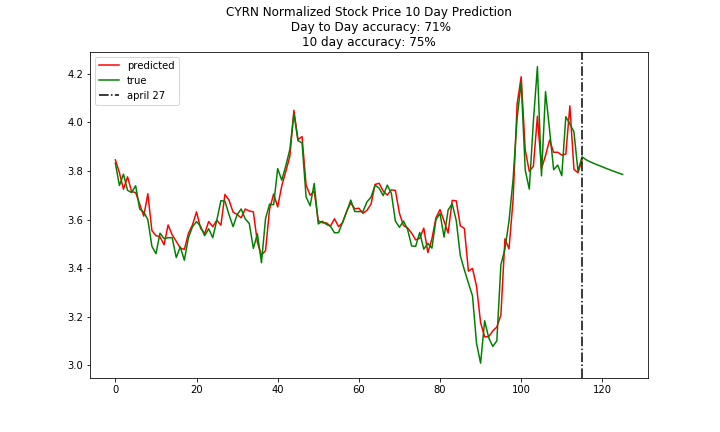 CYRN Normalized Stock Price 10 Day Prediction
Day to Day accuracy: 71%
10 day accuracy: 75%
predicted
true
april 27
4.2
4.0
3.8
3.6
3.4
3.2
3.0
0 20 40 60 80 100 120